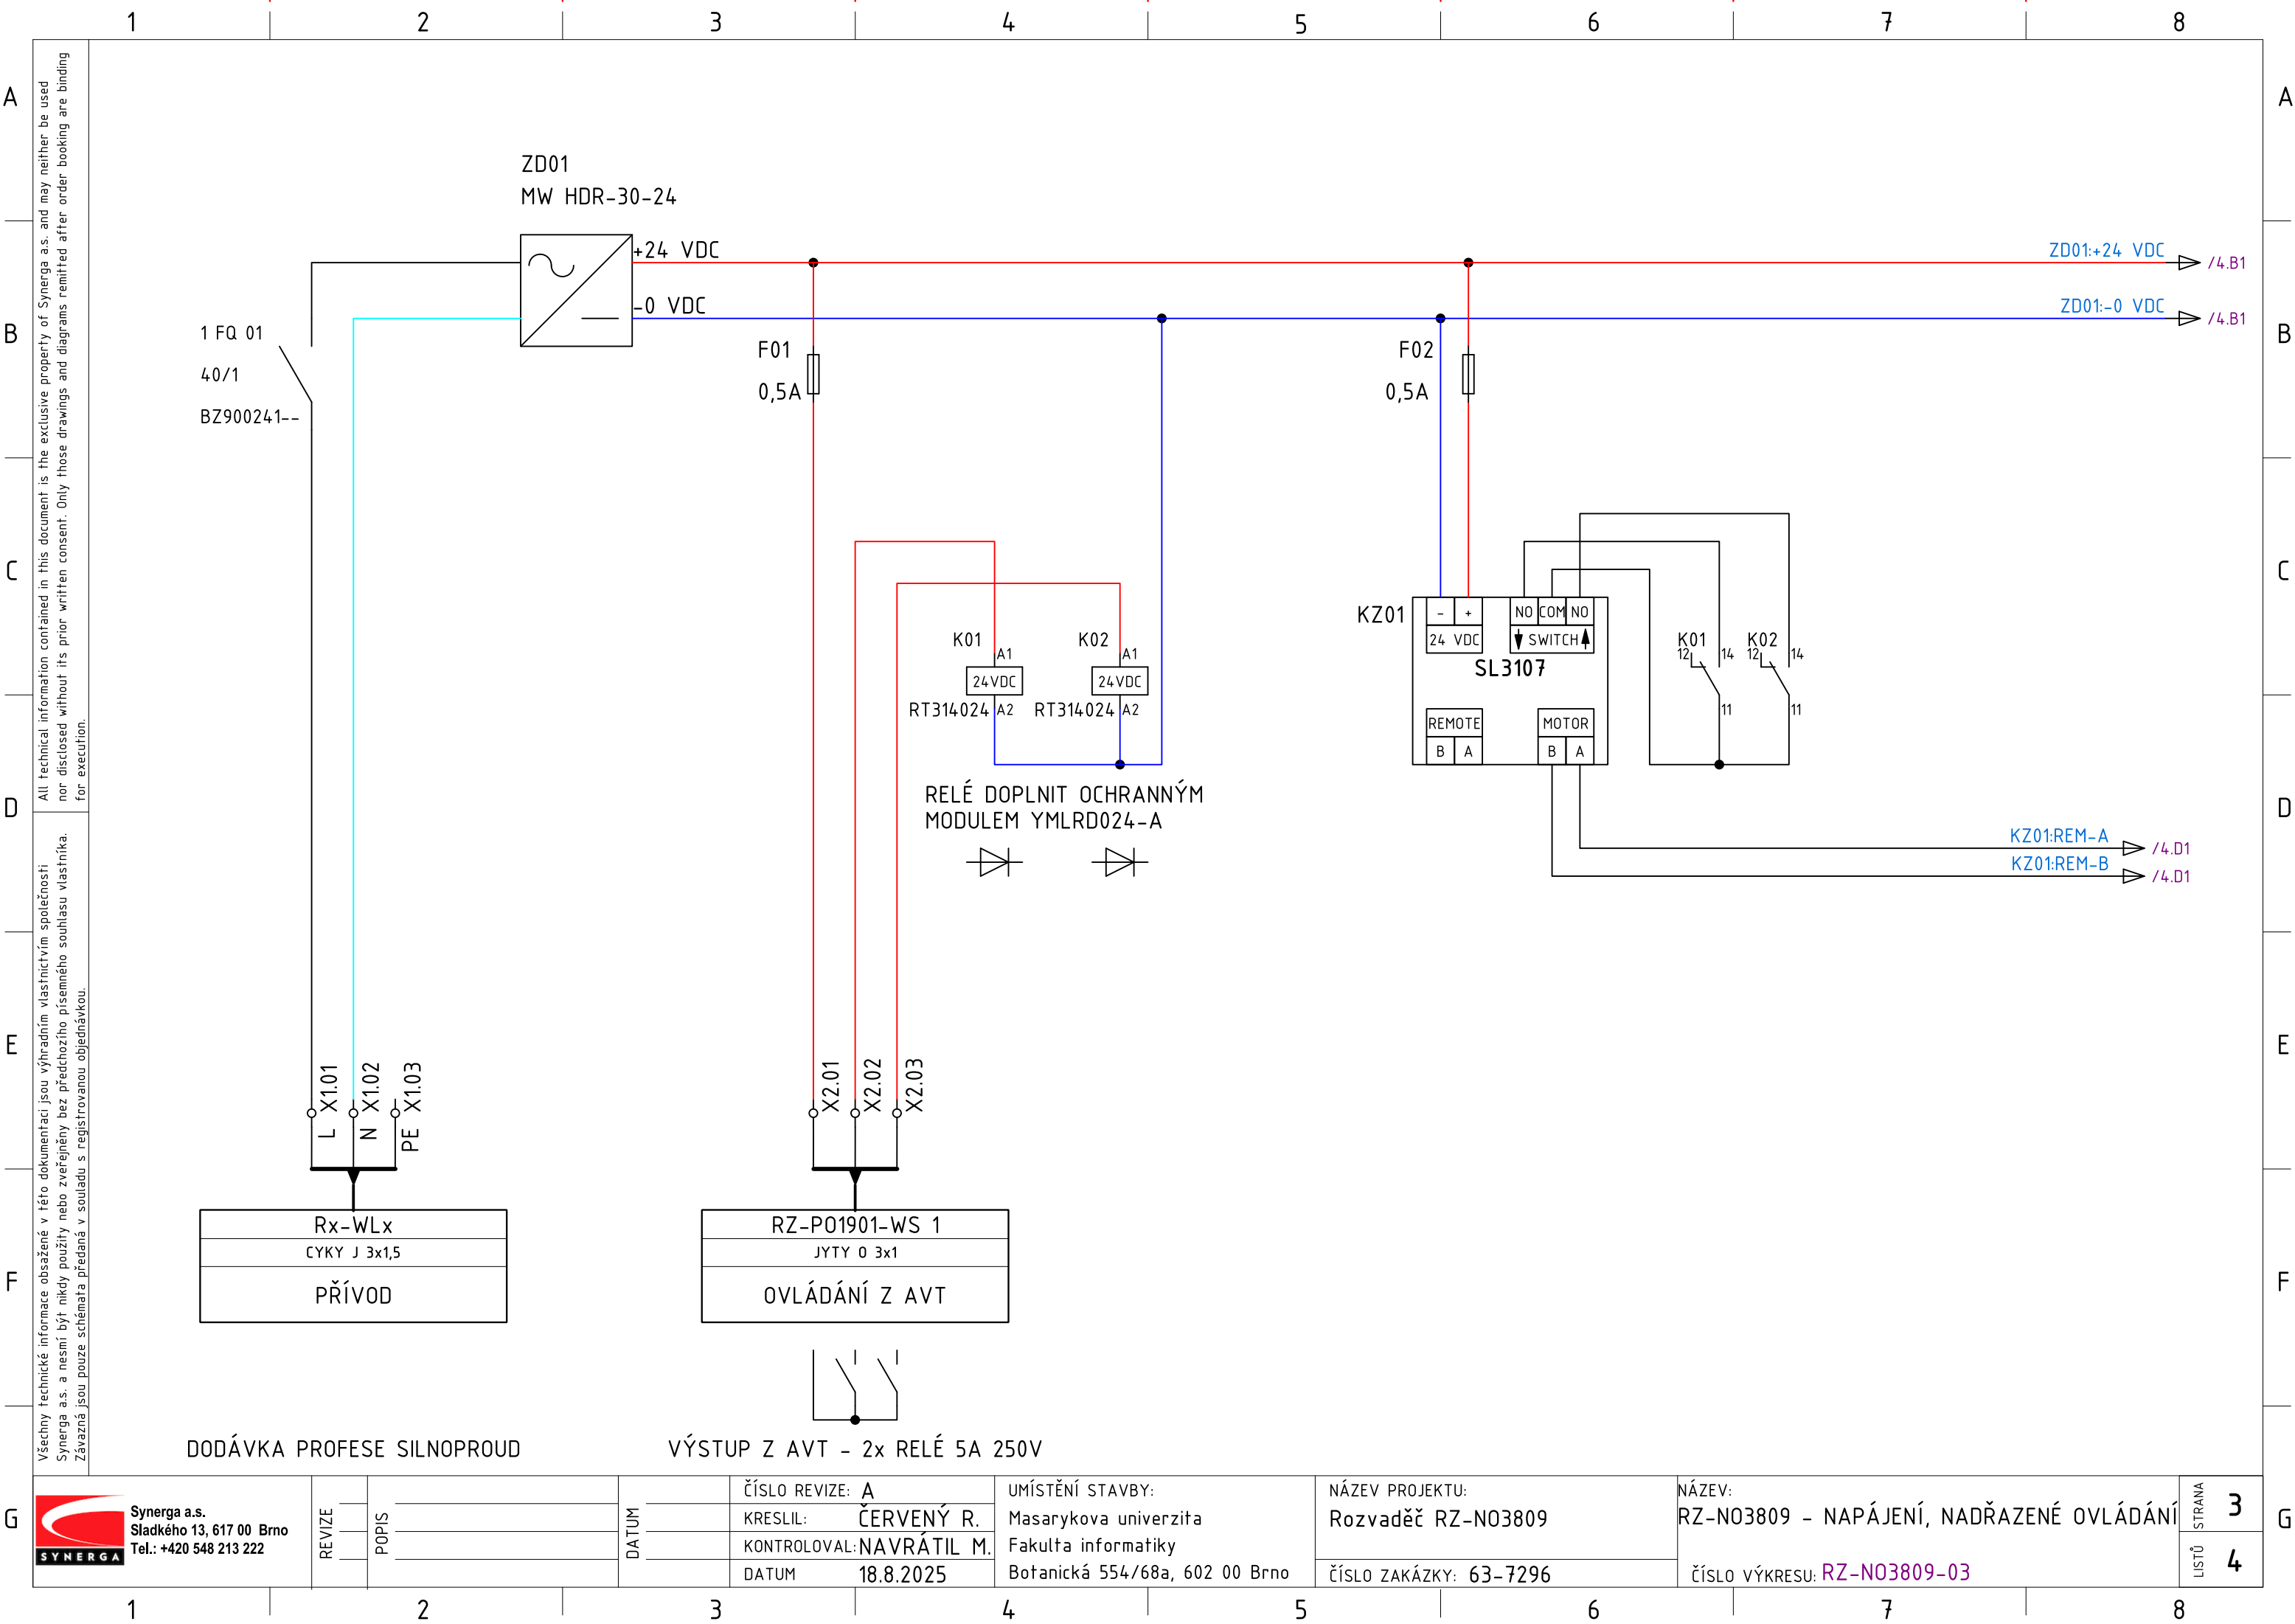 1 2 3 4 5 6 7 8
A
B
C
D
E
F
G
A
B
C
D
E
F
G
All technical information contained in this document is the exclusive property of Synerga a.s. and may neither be used
nor disclosed without its prior written consent. Only those drawings and diagrams remitted after order booking are binding
for execution.
Všechny technické informace obsažené v této dokumentaci jsou výhradním vlastnictvím společnosti
Synerga a.s. a nesmí být nikdy použity nebo zveřejněny bez předchozího písemného souhlasu vlastníka.
Závazná jsou pouze schémata předaná v souladu s registrovanou objednávkou.
ZD01
MW HDR-30-24
+24 VDC
-0 VDC
ZD01:+24 VDC
/4.B1
ZD01:-0 VDC
/4.B1
1 FQ 01
40/1
BZ900241--
F01
0,5A
F02
0,5A
K01
A1
24VDC
RT314024
A2
K02
A1
24VDC
RT314024
A2
RELÉ DOPLNIT OCHRANNÝM
MODULEM YMLRD024-A
KZ01
- +
24 VDC
NO COM NO
SWITCH
SL3107
REMOTE
B A
MOTOR
B A
K01
12
14
11
K02
12
14
11
KZ01:REM-A
/4.D1
KZ01:REM-B
/4.D1
X1.01
X1.02
X1.03
L
N
PE
X2.01
X2.02
X2.03
Rx-WLx
CYKY J 3x1,5
PŘÍVOD
RZ-PO1901-WS 1
JYTY O 3x1
OVLÁDÁNÍ Z AVT
DODÁVKA PROFESE SILNOPROUD
VÝSTUP Z AVT - 2x RELÉ 5A 250V
SYNERGA
Synerga a.s.
Sladkého 13, 617 00 Brno
Tel.: +420 548 213 222
REVIZE
POPIS
DATUM
ČÍSLO REVIZE: A
KRESLIL: ČERVENÝ R.
KONTROLOVAL: NAVRÁTIL M.
DATUM 18.8.2025
UMÍSTĚNÍ STAVBY:
Masarykova univerzita
Fakulta informatiky
Botanická 554/68a, 602 00 Brno
NÁZEV PROJEKTU:
Rozvaděč RZ-NO3809
ČÍSLO ZAKÁZKY: 63-7296
NÁZEV:
RZ-NO3809 - NAPÁJENÍ, NADŘAZENÉ OVLÁDÁNÍ
ČÍSLO VÝKRESU: RZ-NO3809-03
STRANA 3
LISTŮ 4
1 2 3 4 5 6 7 8